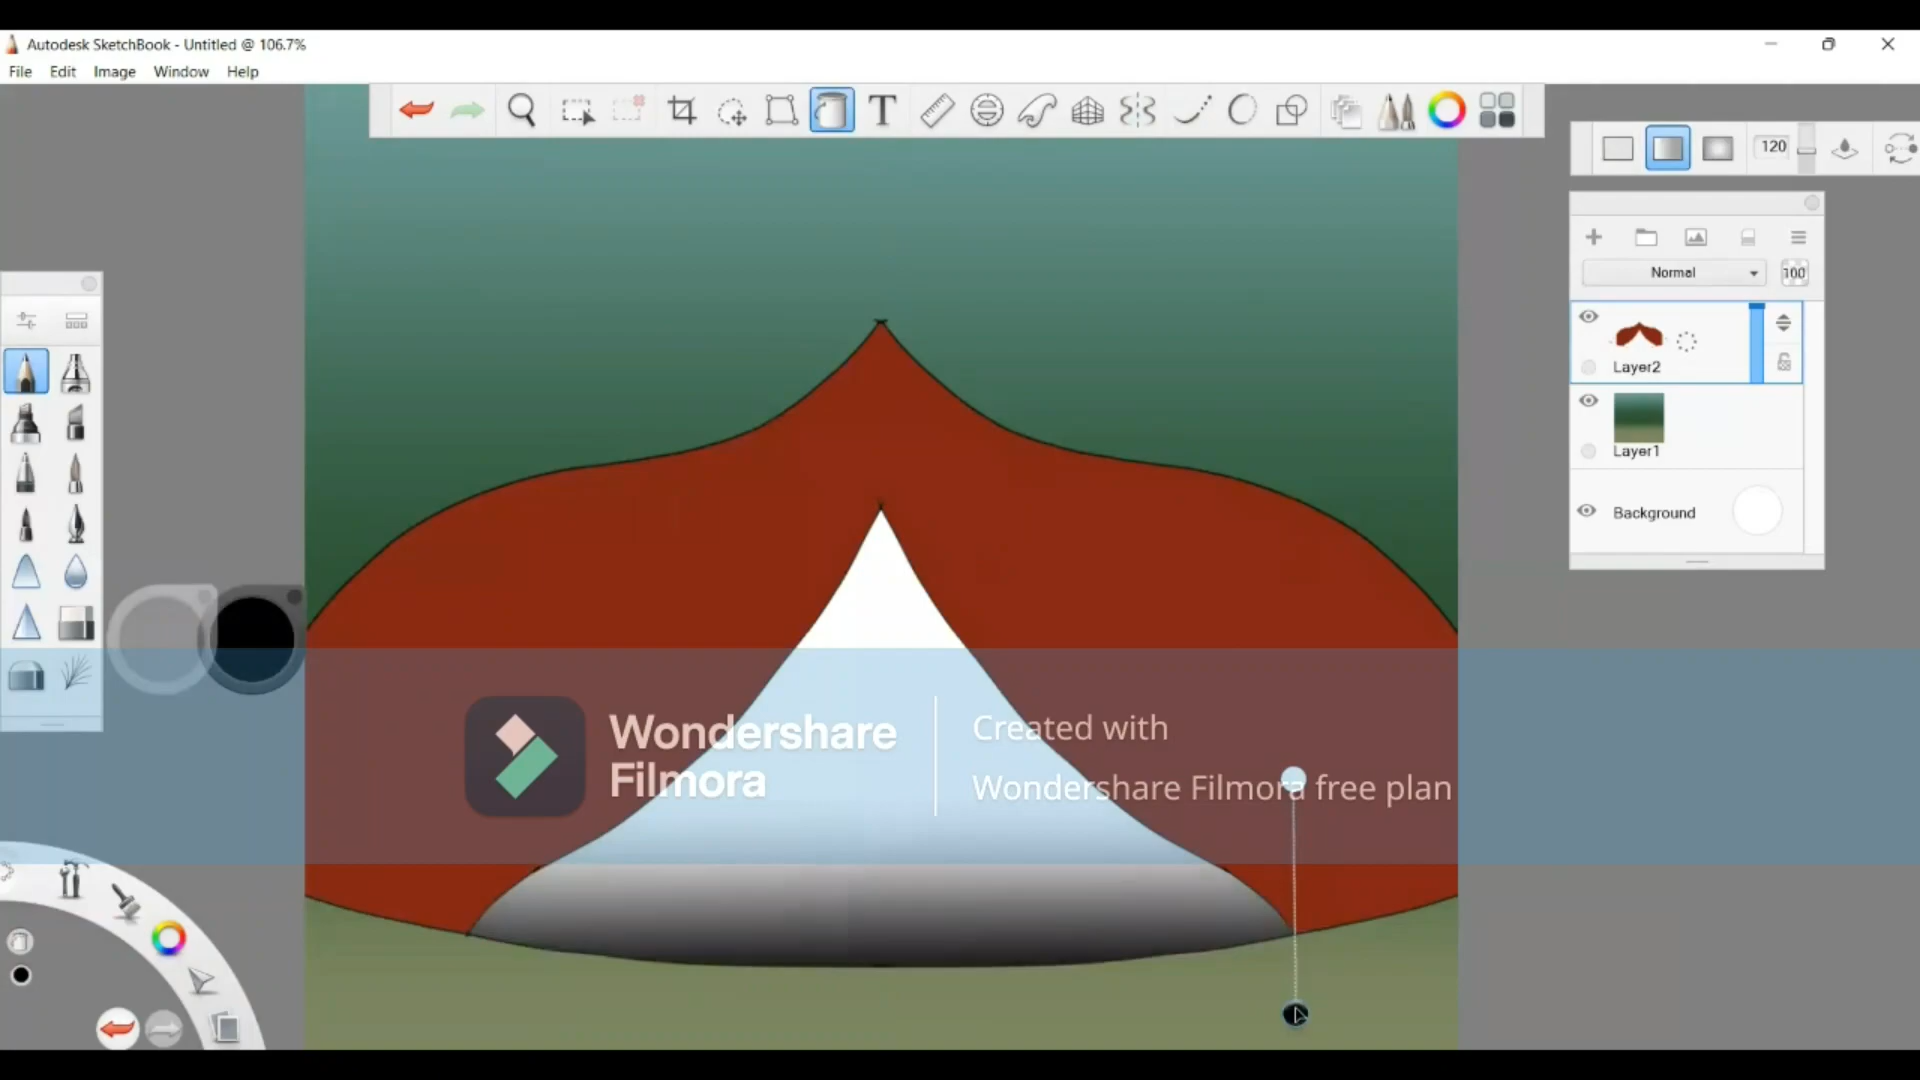 Autodesk SketchBook - Untitled @ 106.7%
File Edit Image Window Help
T
120
Normal 100
Layer2
Layer1
Background
Wondershare
Filmora
Created with
Wondershare Filmora free plan